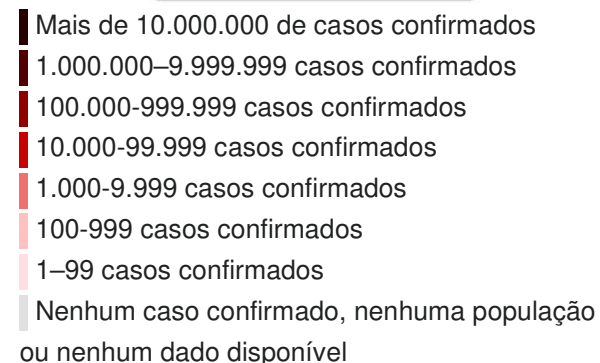 Mais de 10.000.000 de casos confirmados
1.000.000–9.999.999 casos confirmados
100.000-999.999 casos confirmados
10.000-99.999 casos confirmados
1.000-9.999 casos confirmados
100-999 casos confirmados
1–99 casos confirmados
Nenhum caso confirmado, nenhuma população
ou nenhum dado disponível